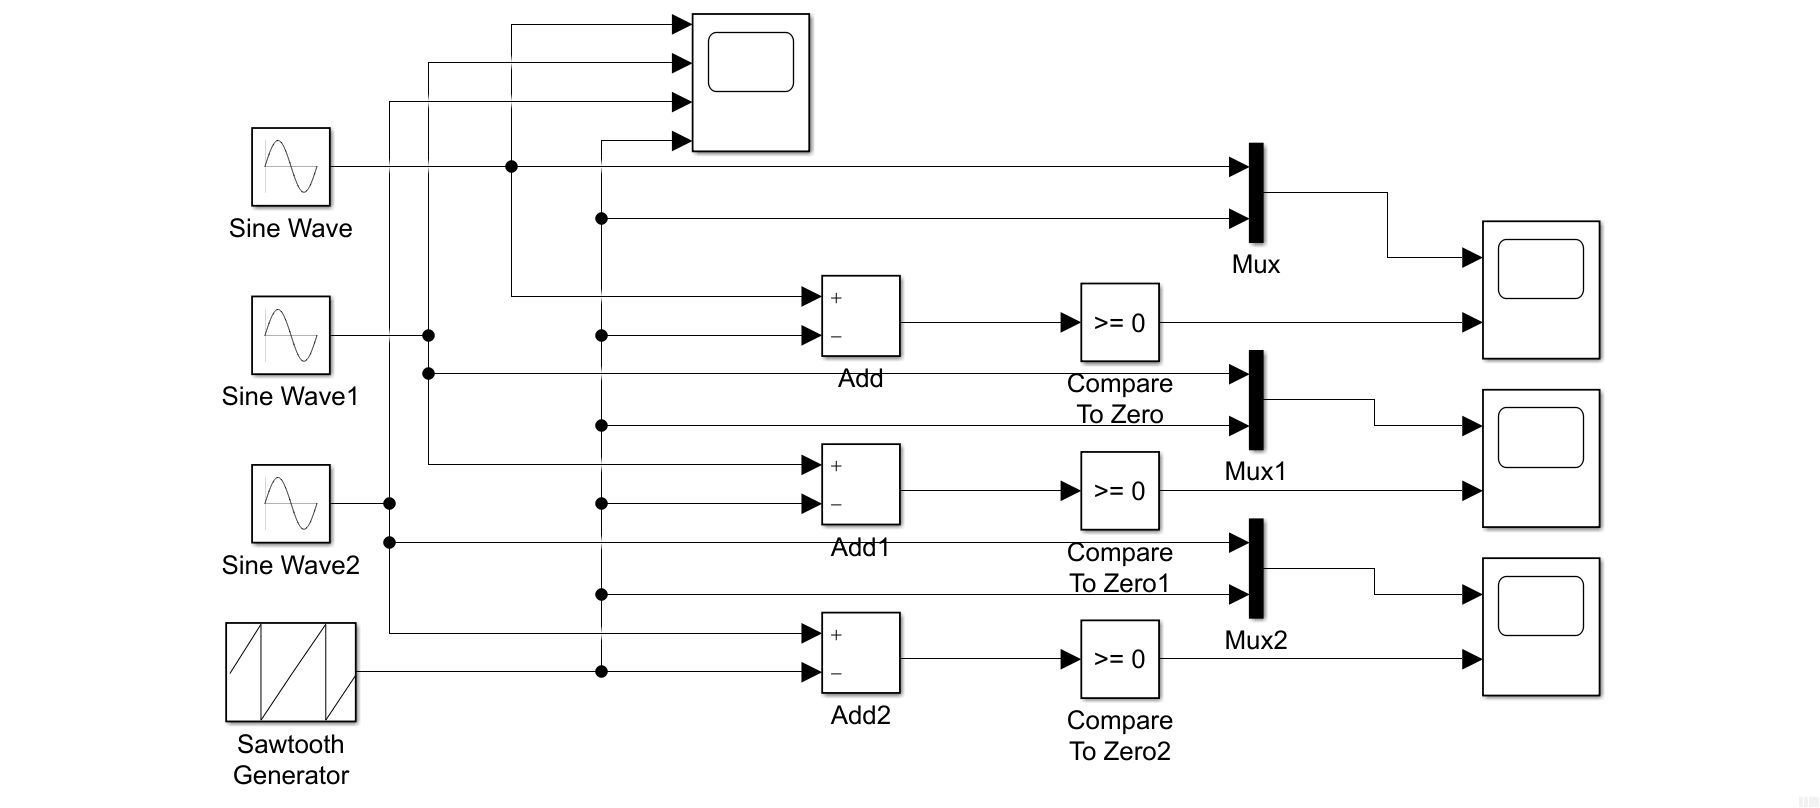 Sine Wave
Mux
+
−
Add
>= 0
Compare
To Zero
Sine Wave1
Mux1
+
−
Add1
>= 0
Compare
To Zero1
Sine Wave2
Mux2
+
−
Add2
>= 0
Compare
To Zero2
Sawtooth
Generator